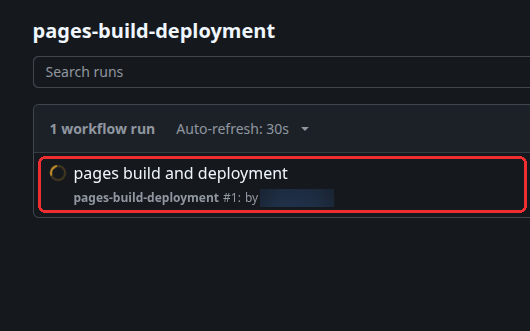 pages-build-deployment
Search runs
1 workflow run Auto-refresh: 30s
pages build and deployment
pages-build-deployment #1: by